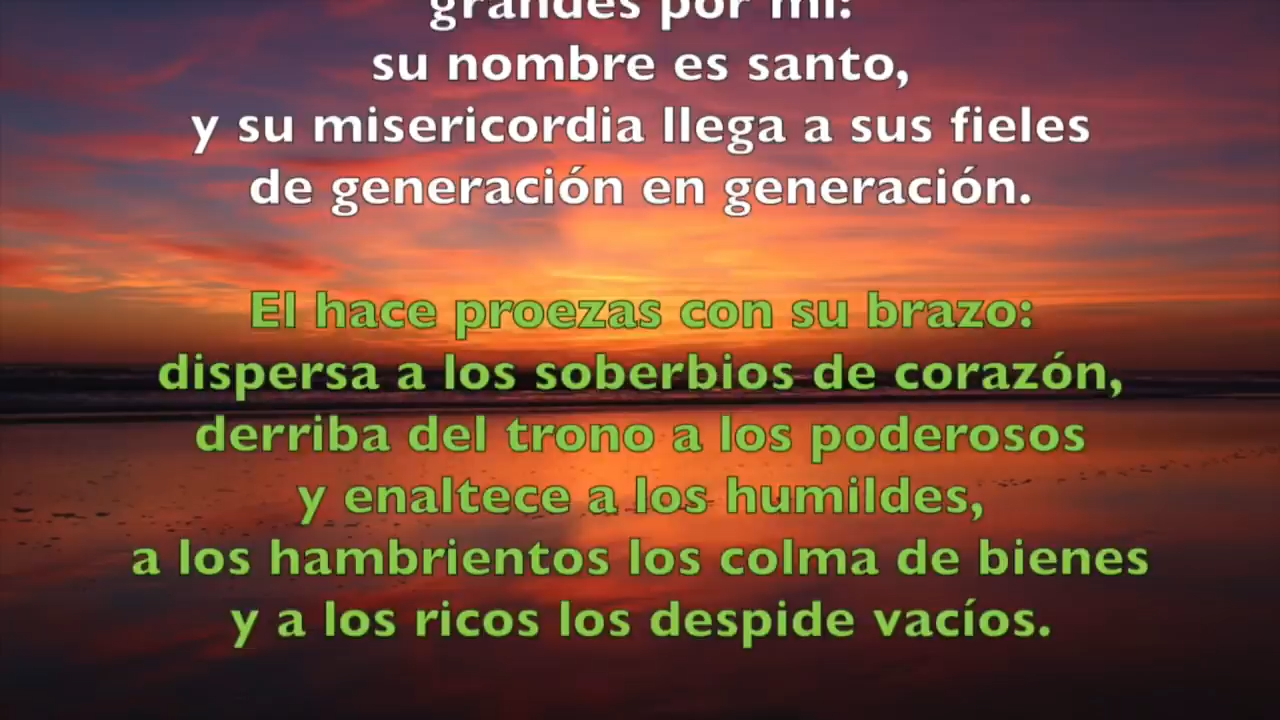 grandes por mí:
su nombre es santo,
y su misericordia llega a sus fieles
de generación en generación.
El hace proezas con su brazo:
dispersa a los soberbios de corazón,
derriba del trono a los poderosos
y enaltece a los humildes,
a los hambrientos los colma de bienes
y a los ricos los despide vacíos.